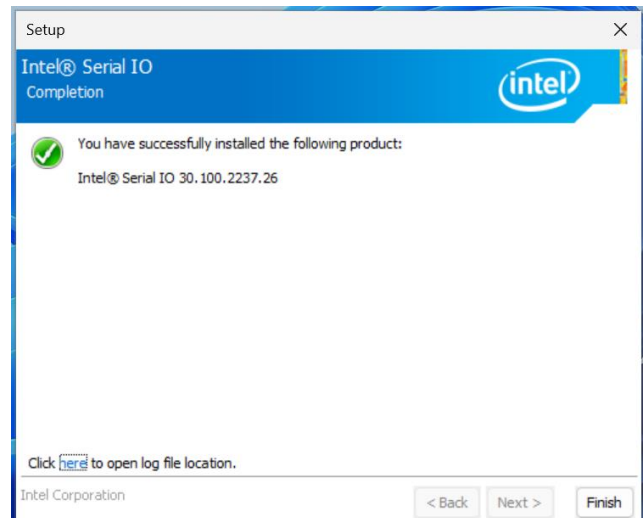 Setup
Intel® Serial IO
Completion
intel
You have successfully installed the following product:
Intel® Serial IO 30.100.2237.26
Click here to open log file location.
Intel Corporation
< Back Next > Finish